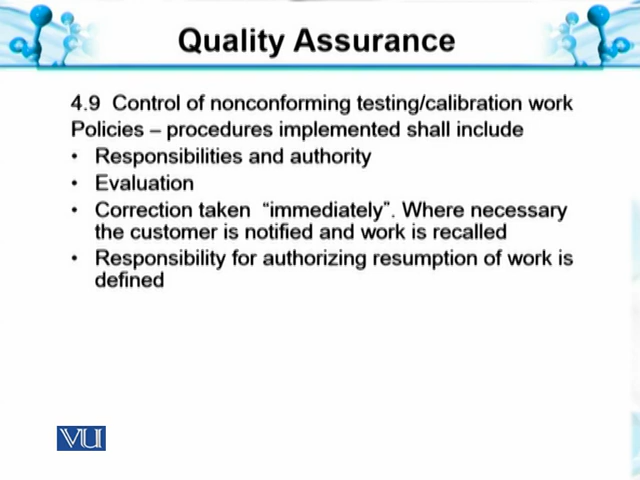 Quality Assurance
4.9 Control of nonconforming testing/calibration work
Policies – procedures implemented shall include
• Responsibilities and authority
• Evaluation
• Correction taken “immediately”. Where necessary
the customer is notified and work is recalled
• Responsibility for authorizing resumption of work is
defined
VU